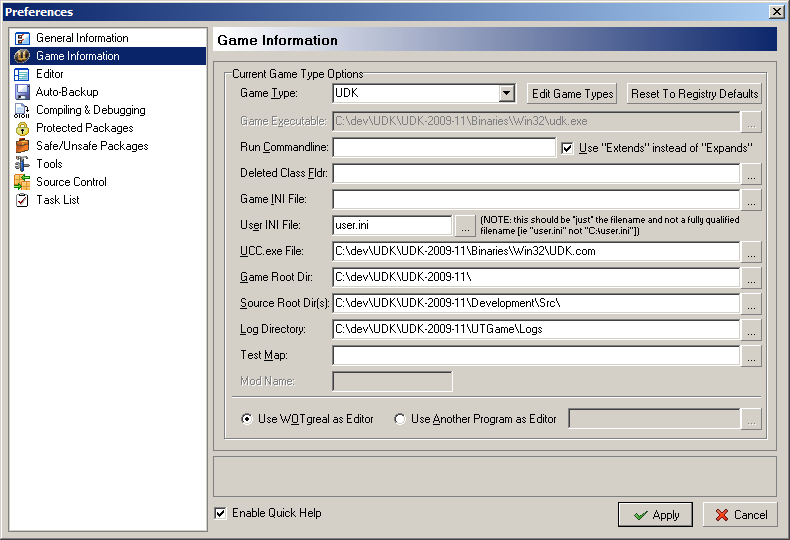 Preferences
General Information
Game Information
Editor
Auto-Backup
Compiling & Debugging
Protected Packages
Safe/Unsafe Packages
Tools
Source Control
Task List
Game Information
Current Game Type Options
Game Type: UDK Edit Game Types Reset To Registry Defaults
Game Executable: C:\dev\UDK\UDK-2009-11\Binaries\Win32\udk.exe ...
Run Commandline: Use "Extends" instead of "Expands"
Deleted Class Fldr: ...
Game INI File: ...
User INI File: user.ini ... (NOTE: this should be "just" the filename and not a fully qualified
filename [ie "user.ini" not "C:\user.ini"])
UCC.exe File: C:\dev\UDK\UDK-2009-11\Binaries\Win32\UDK.com ...
Game Root Dir: C:\dev\UDK\UDK-2009-11\ ...
Source Root Dir(s): C:\dev\UDK\UDK-2009-11\Development\Src\ ...
Log Directory: C:\dev\UDK\UDK-2009-11\UTGame\Logs ...
Test Map: ...
Mod Name:
Use WOTgreal as Editor Use Another Program as Editor ...
Enable Quick Help Apply Cancel